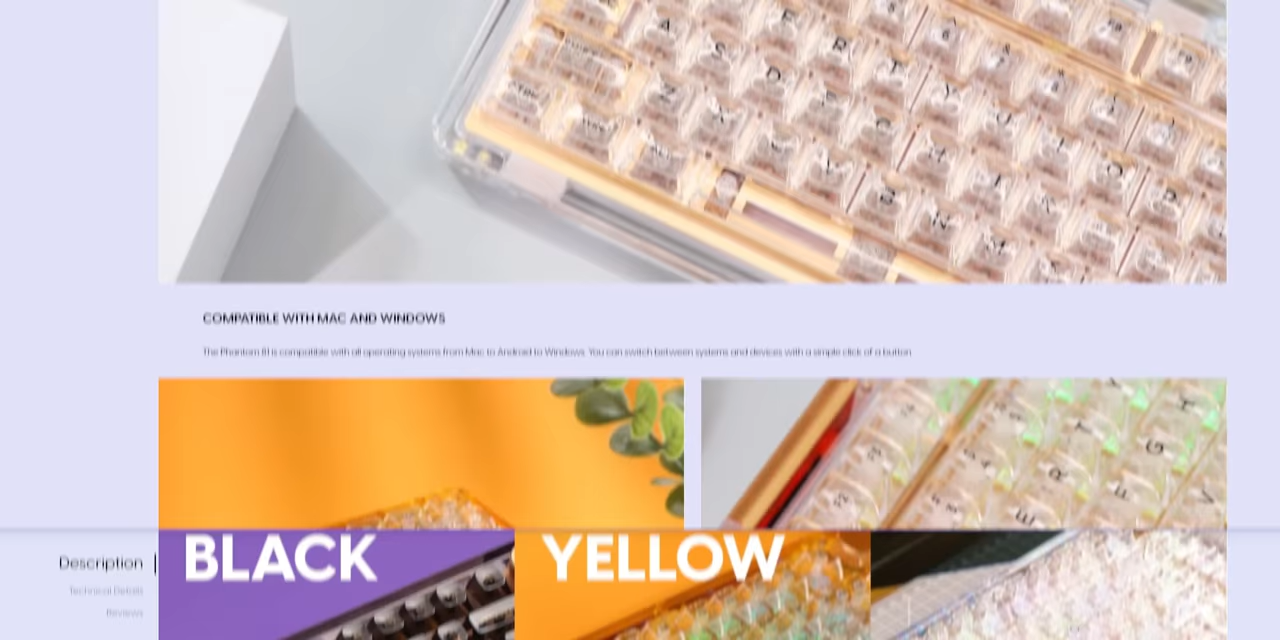 COMPATIBLE WITH MAC AND WINDOWS
The Phantom 81 is compatible with all operating systems from Mac to Android to Windows. You can switch between systems and devices with a simple click of a button
Description
Technical Details
Reviews
BLACK
YELLOW